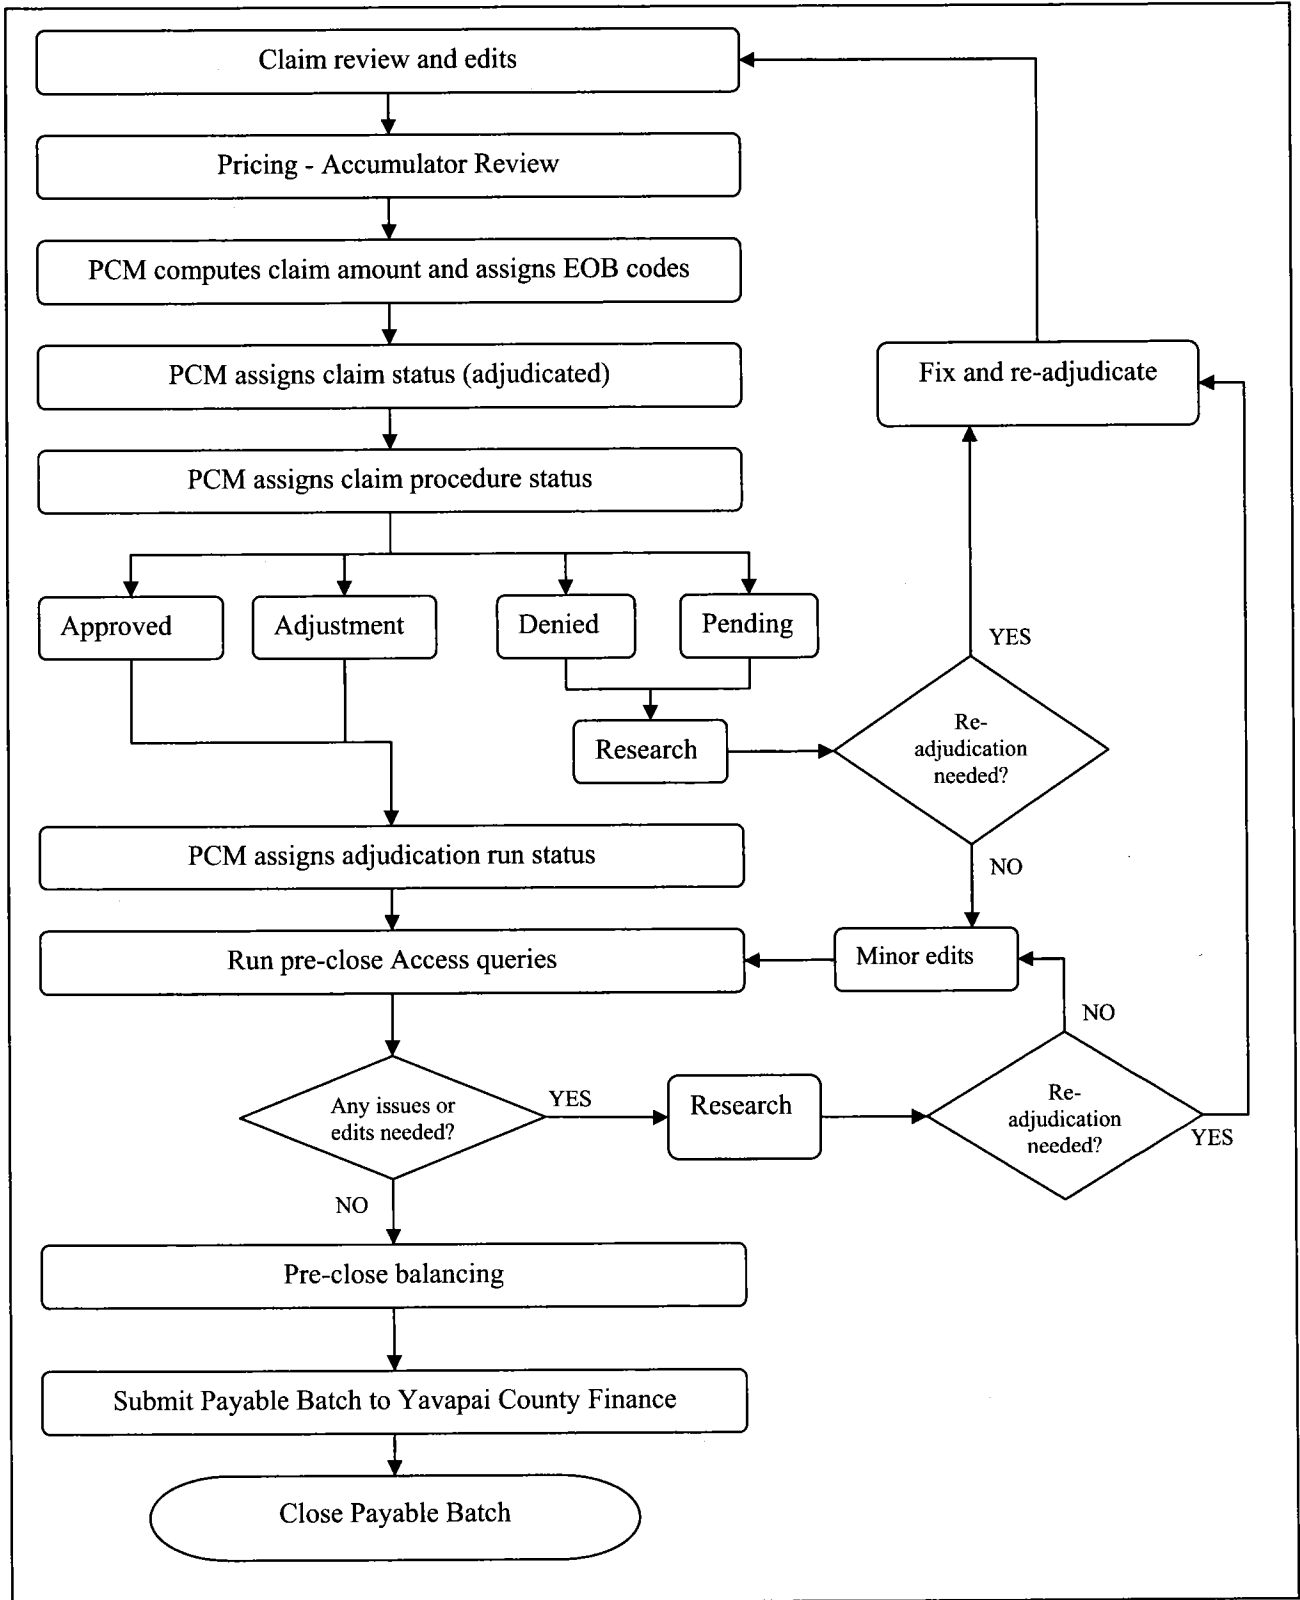 Claim review and edits
Pricing - Accumulator Review
PCM computes claim amount and assigns EOB codes
PCM assigns claim status (adjudicated)
Fix and re-adjudicate
PCM assigns claim procedure status
Approved
Adjustment
Denied
Pending
YES
Research
Re-
adjudication
needed?
NO
PCM assigns adjudication run status
Run pre-close Access queries
Minor edits
NO
Any issues or
edits needed?
YES
Research
Re-
adjudication
needed?
YES
NO
Pre-close balancing
Submit Payable Batch to Yavapai County Finance
Close Payable Batch